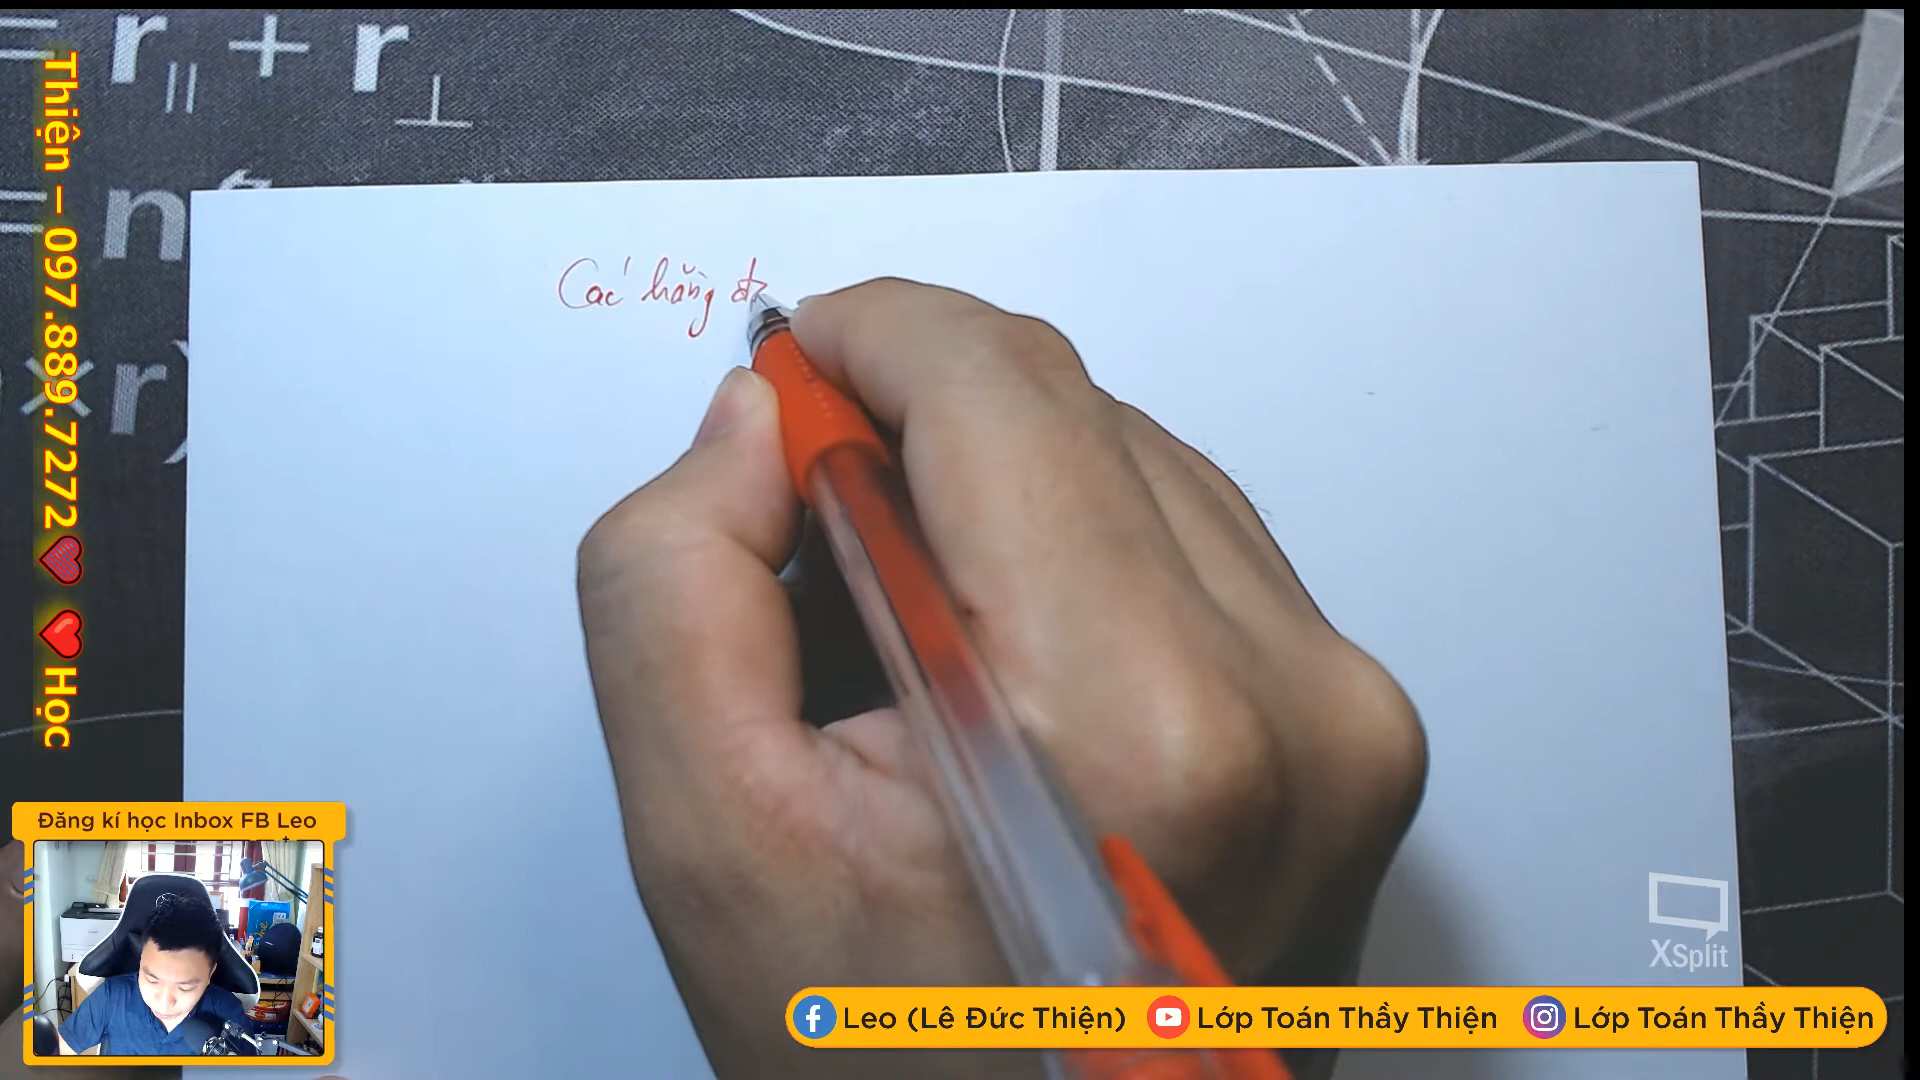 = r|| + r⊥
= n
Thiện – 097.889.7272 ❤ ❤ Học
× r)
Các hằng đ
Đăng kí học Inbox FB Leo
XSplit
Leo (Lê Đức Thiện) Lớp Toán Thầy Thiện Lớp Toán Thầy Thiện